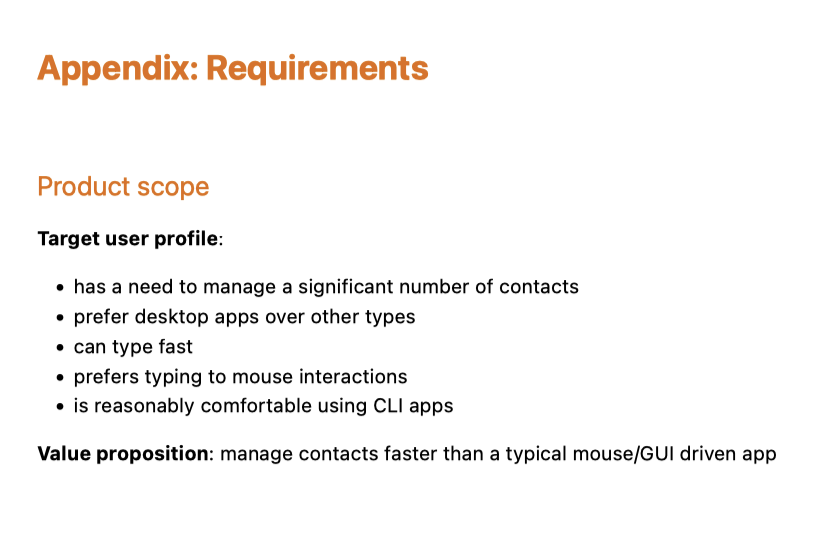 Appendix: Requirements
Product scope
Target user profile:
• has a need to manage a significant number of contacts
• prefer desktop apps over other types
• can type fast
• prefers typing to mouse interactions
• is reasonably comfortable using CLI apps
Value proposition: manage contacts faster than a typical mouse/GUI driven app